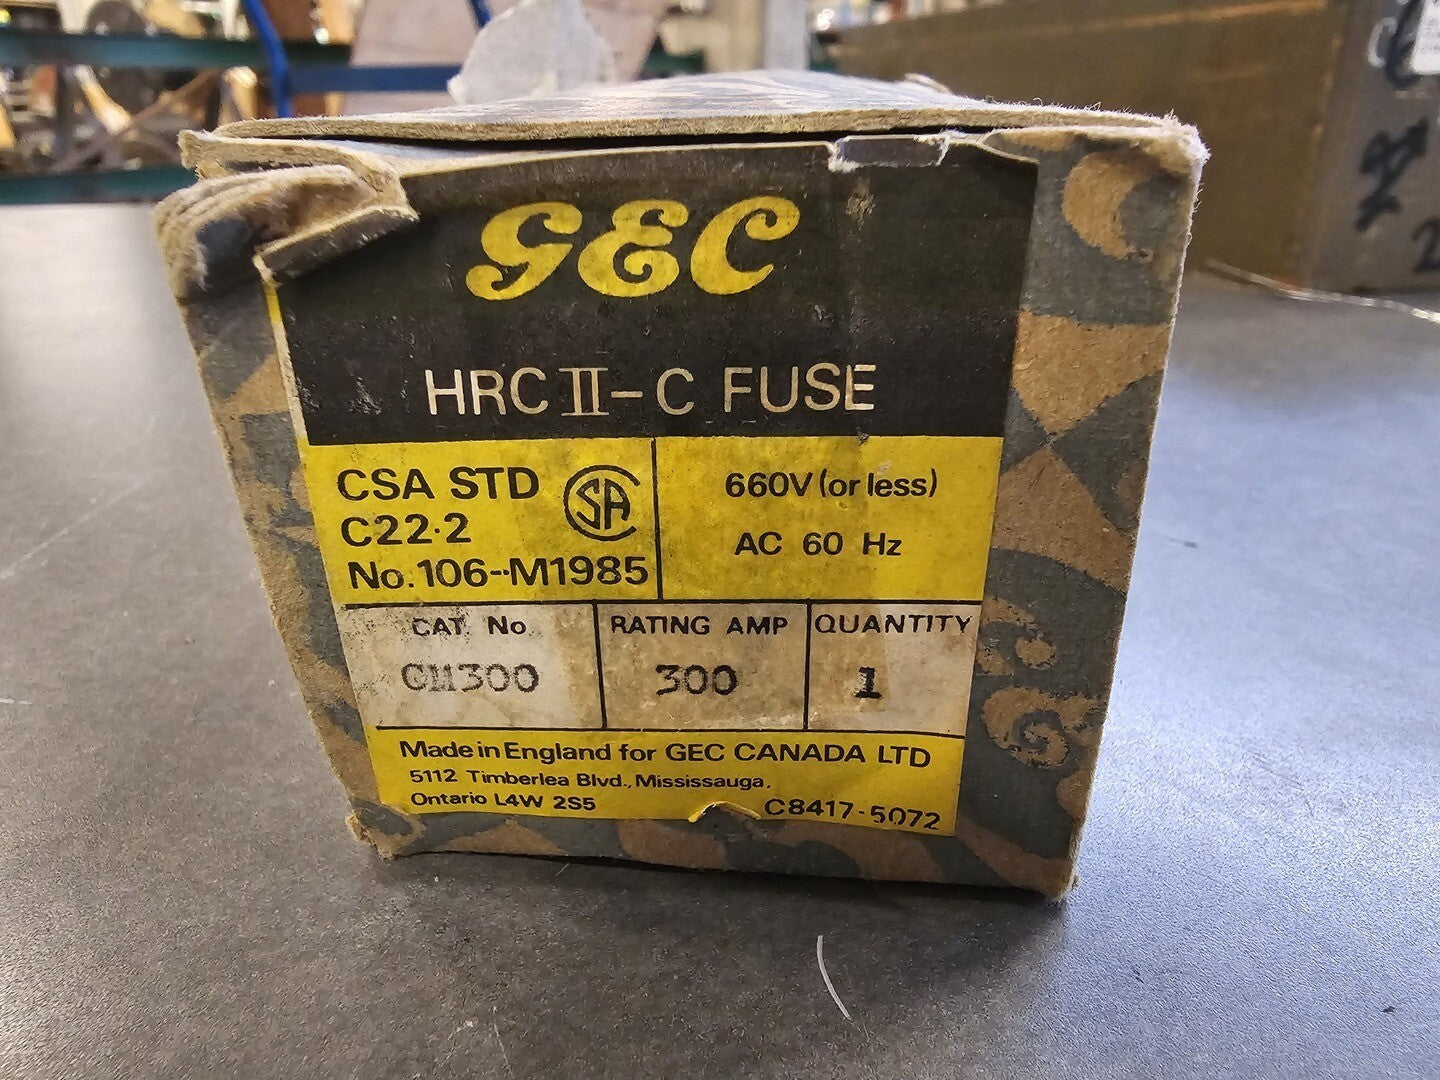 GEC
HRC II-C FUSE
CSA STD
C22.2
No. 106-M1985
SA
660V (or less)
AC 60 Hz
CAT No
RATING AMP
QUANTITY
CM300
300
1
Made in England for GEC CANADA LTD
5112 Timberlea Blvd., Mississauga,
Ontario L4W 2S5
C8417-5072